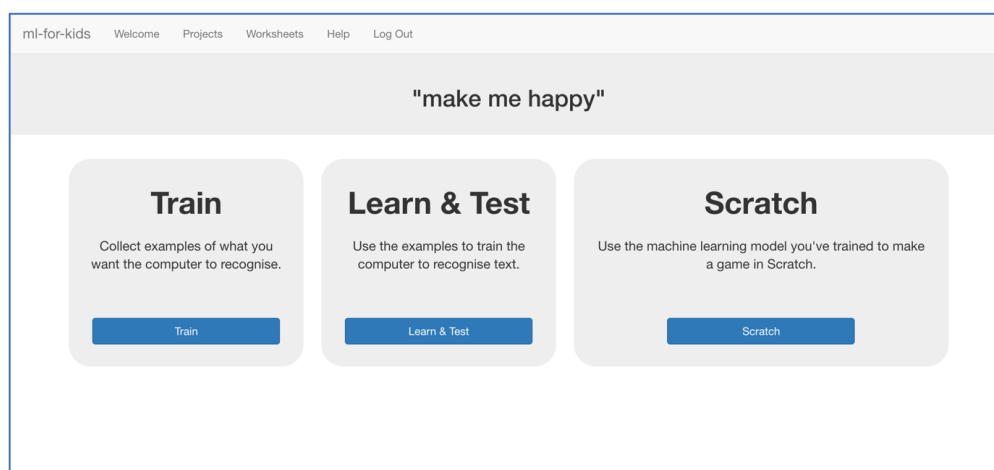 ml-for-kids Welcome Projects Worksheets Help Log Out
"make me happy"
Train
Collect examples of what you
want the computer to recognise.
Train
Learn & Test
Use the examples to train the
computer to recognise text.
Learn & Test
Scratch
Use the machine learning model you've trained to make
a game in Scratch.
Scratch